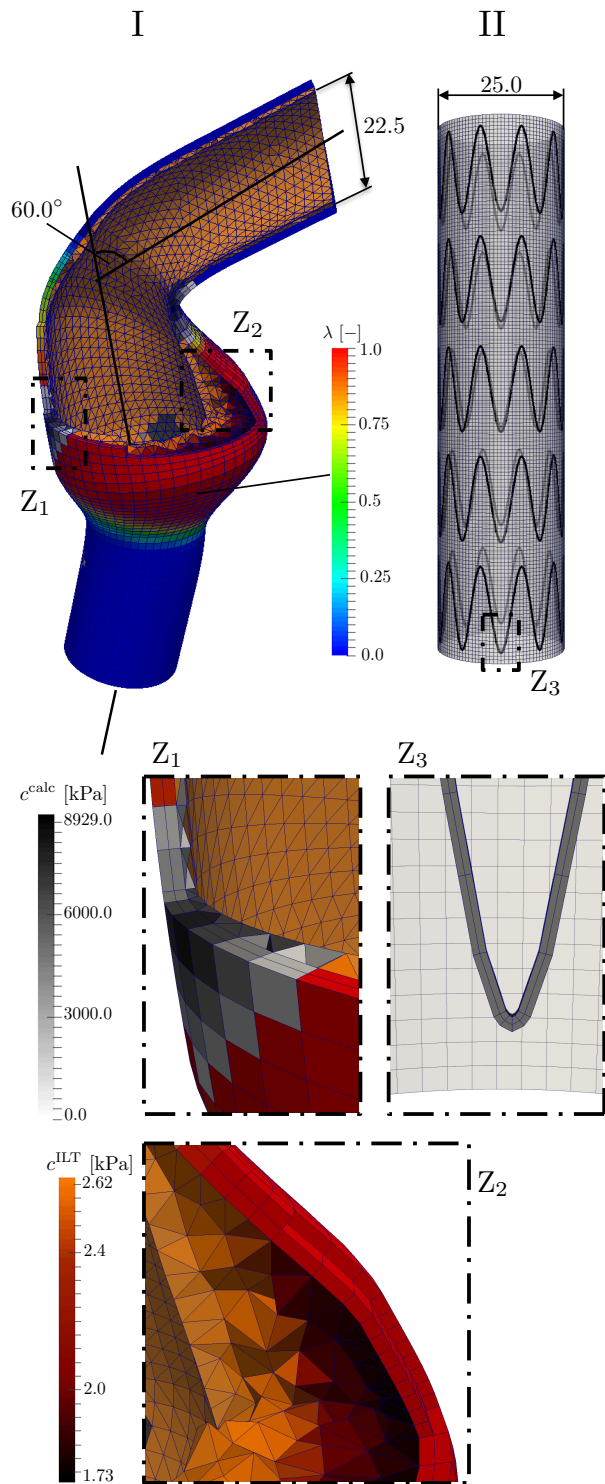 I
II
25.0
22.5
60.0°
Z₂
λ [−]
1.0
0.75
0.5
0.25
0.0
Z₁
Z₃
Z₁
Z₃
c^calc [kPa]
8929.0
6000.0
3000.0
0.0
c^ILT [kPa]
2.62
2.4
2.0
1.73
Z₂